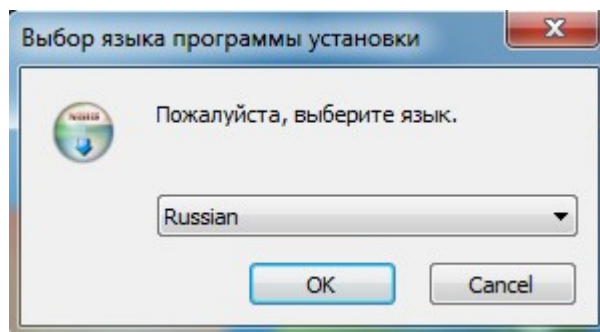 Выбор языка программы установки
Пожалуйста, выберите язык.
Russian
OK
Cancel